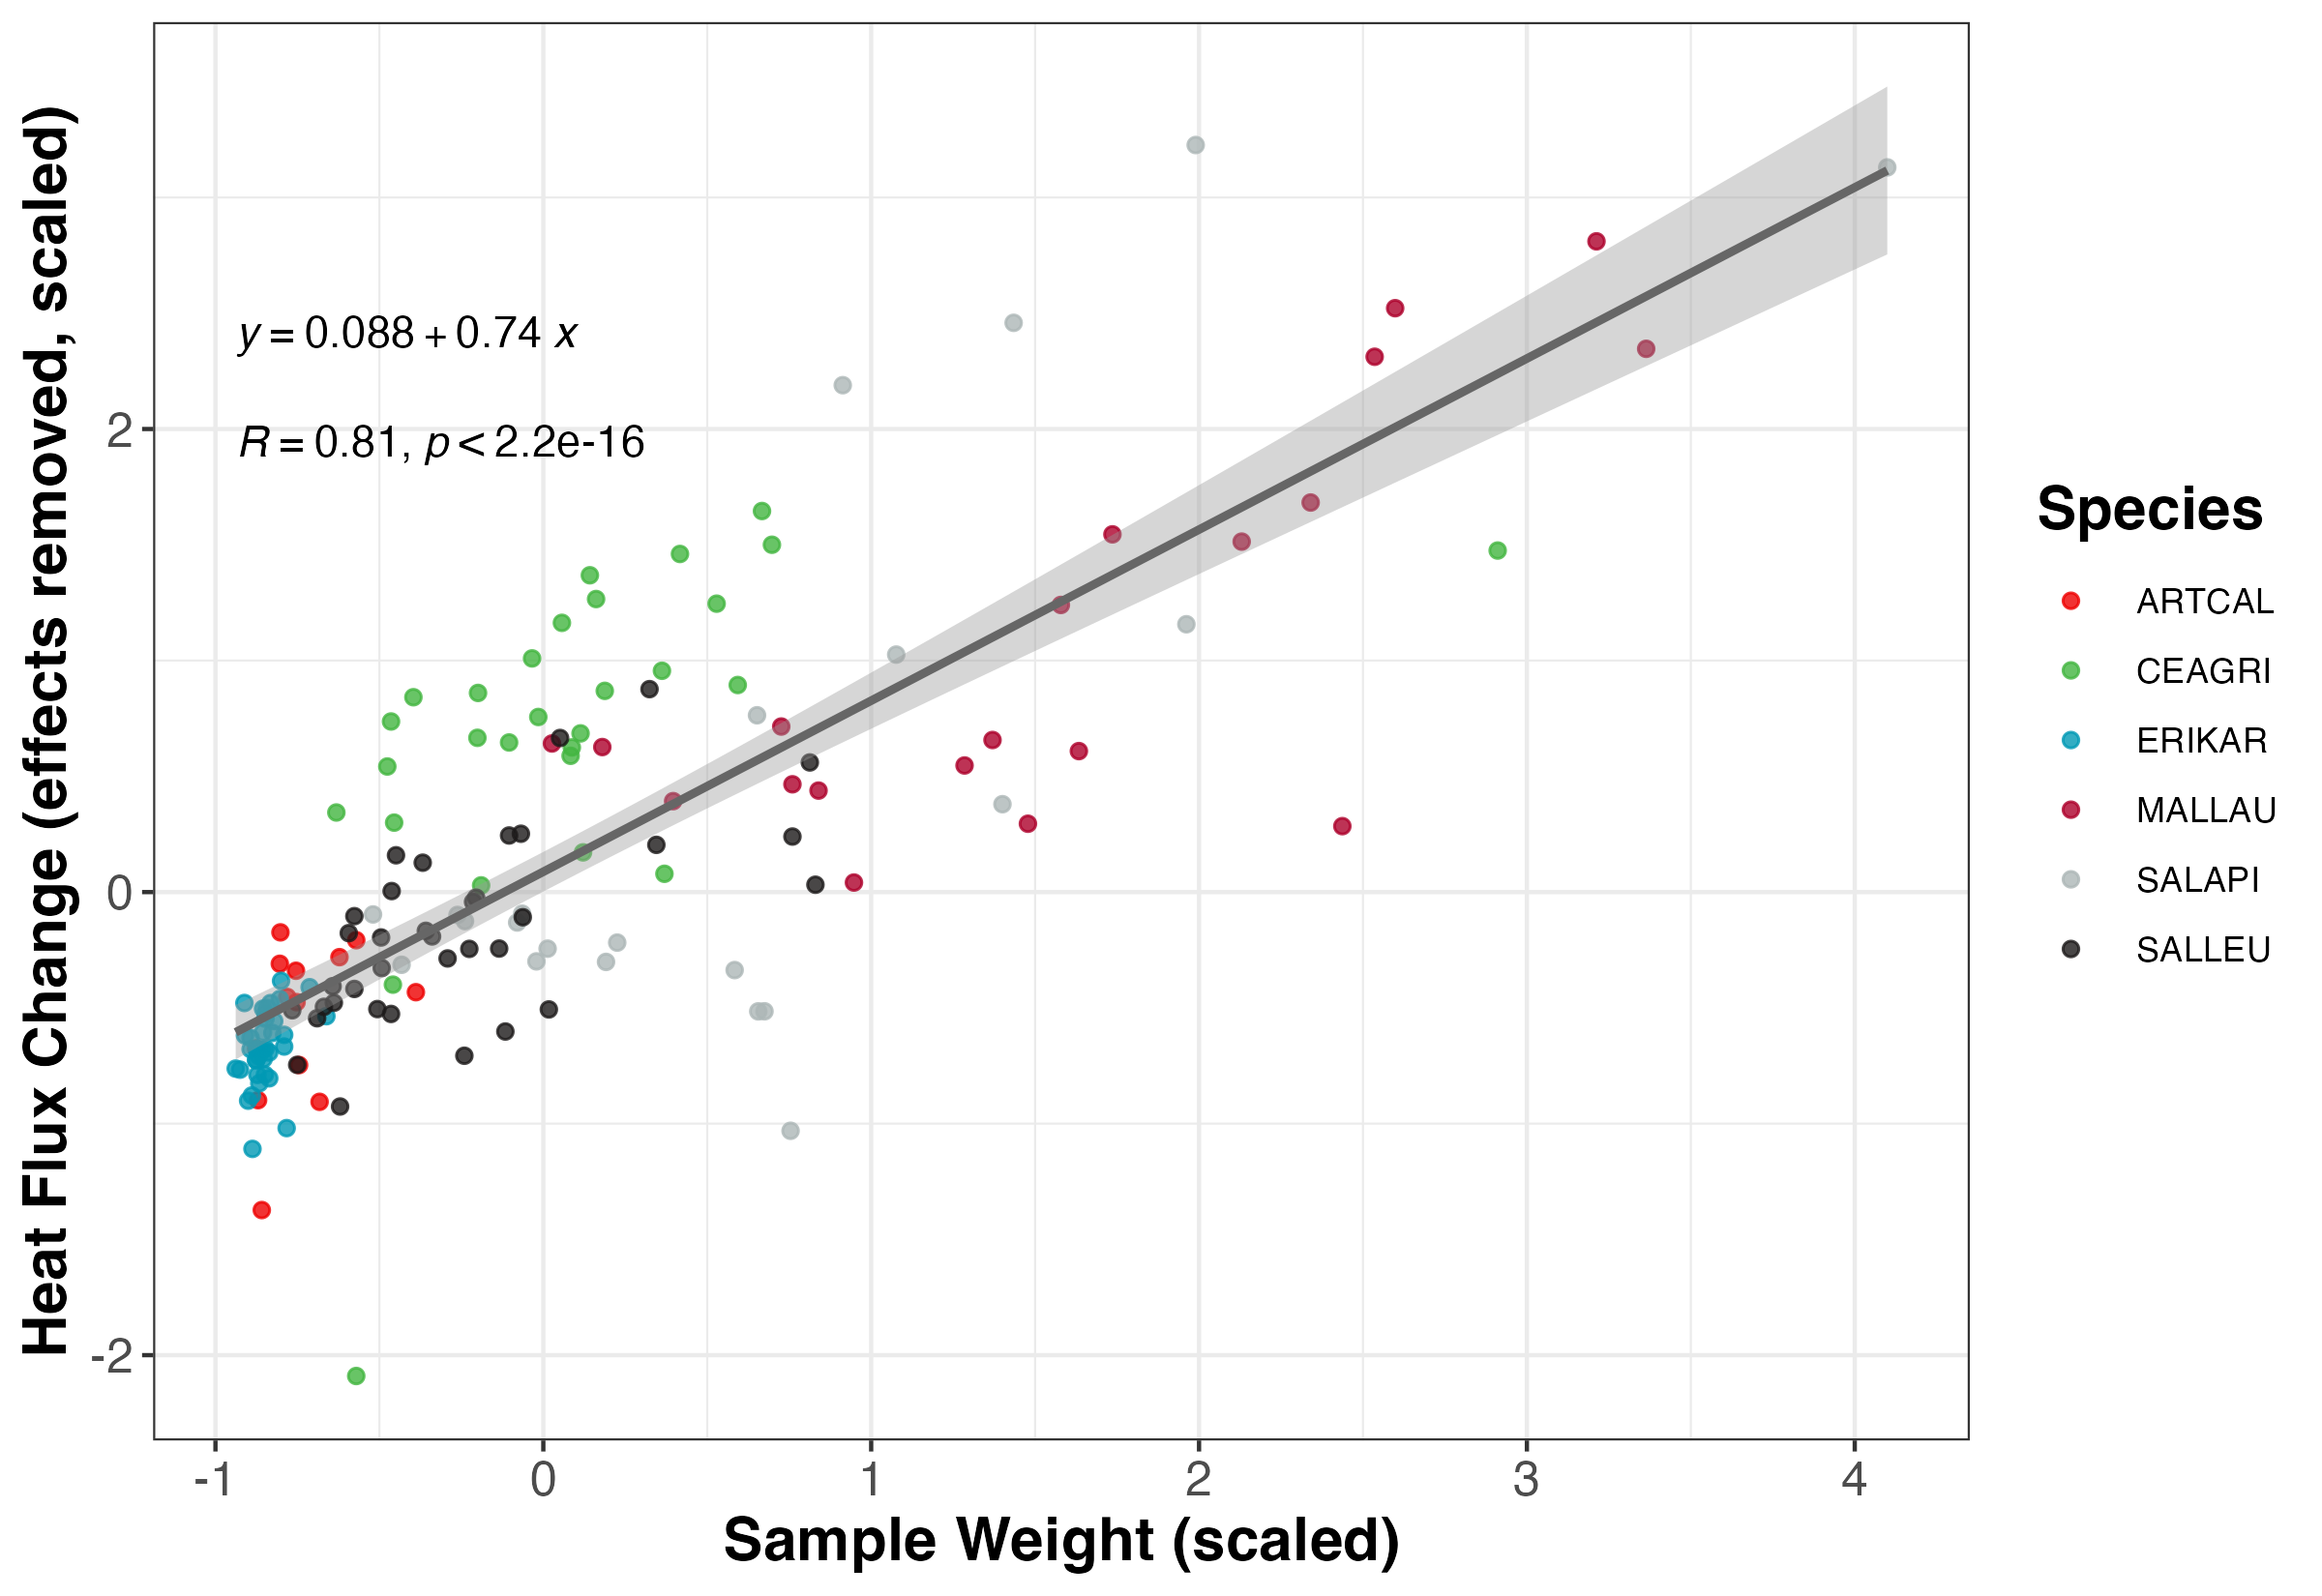 Heat Flux Change (effects removed, scaled)
y = 0.088 + 0.74 x
R = 0.81, p < 2.2e-16
2
0
-2
-1 0 1 2 3 4
Sample Weight (scaled)
Species
ARTCAL
CEAGRI
ERIKAR
MALLAU
SALAPI
SALLEU